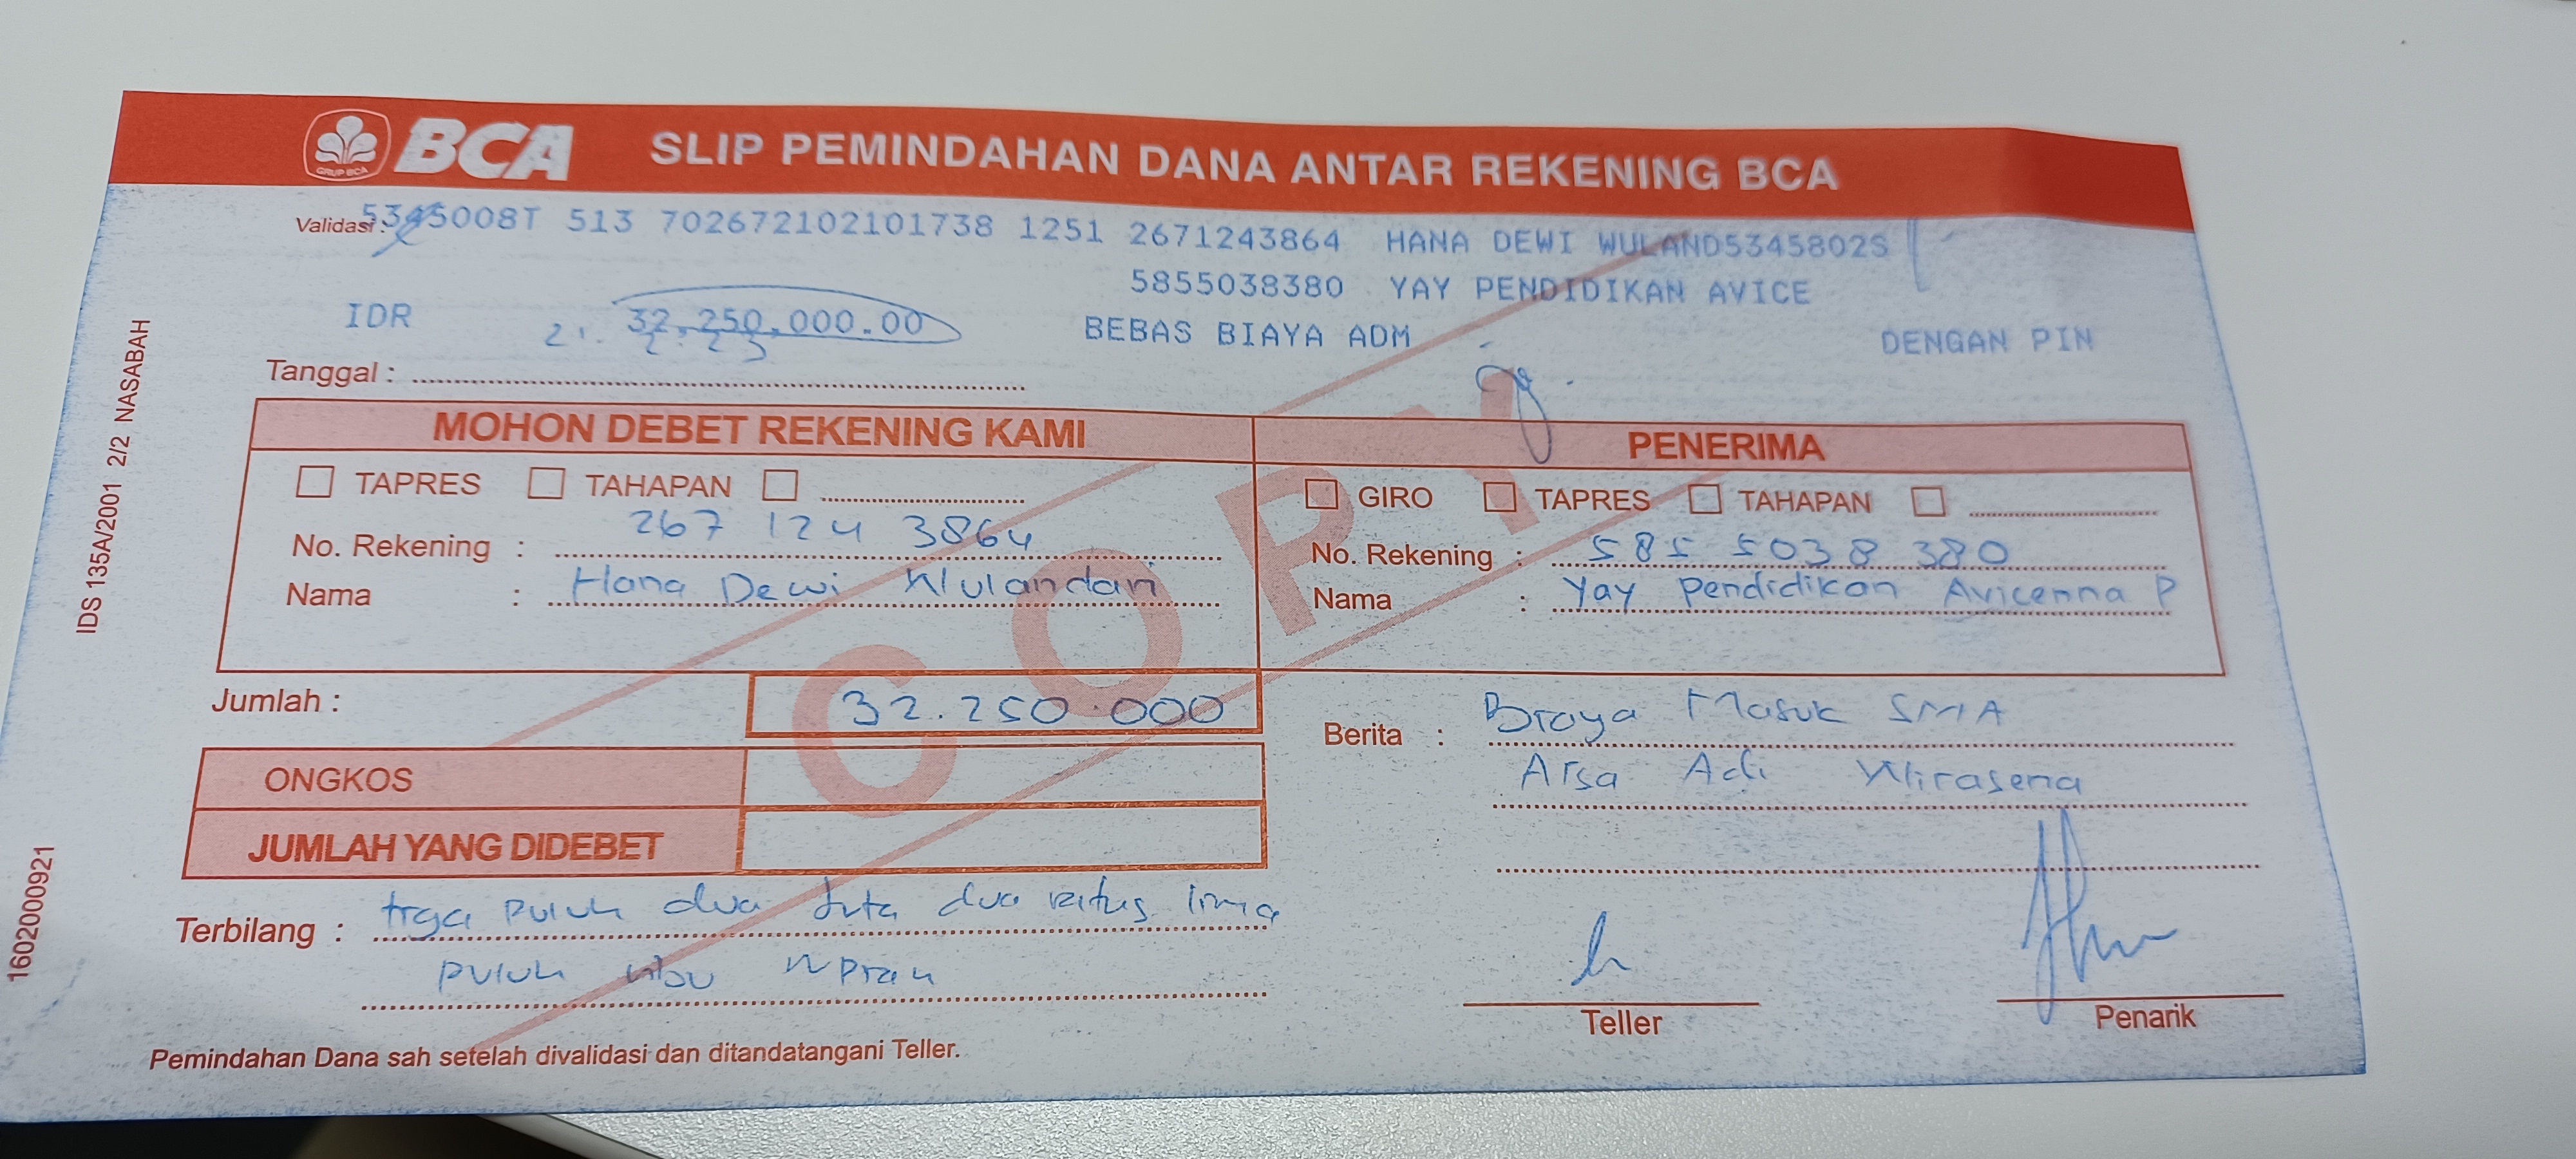 GRUP BCA
BCA SLIP PEMINDAHAN DANA ANTAR REKENING BCA
Validasi: 5345008T 513 702672102101738 1251 2671243864 HANA DEWI WULAND5345802S
5855038380 YAY PENDIDIKAN AVICE
IDR 32,250,000.00 BEBAS BIAYA ADM DENGAN PIN
Tanggal : 21. 2. 23
MOHON DEBET REKENING KAMI
TAPRES TAHAPAN
No. Rekening : 267 124 3864
Nama : Hana Dewi Wulandari
PENERIMA
GIRO TAPRES TAHAPAN
No. Rekening : 585 5038 380
Nama : Yay Pendidikan Avicenna P
Jumlah : 32.250.000
ONGKOS
JUMLAH YANG DIDEBET
Berita : Biaya Masuk SMA
Arsa Adi Wirasena
Terbilang : tiga puluh dua juta dua ratus lima
puluh ribu rupiah
Teller
Penarik
Pemindahan Dana sah setelah divalidasi dan ditandatangani Teller.
COPY
IDS 135A/2001 2/2 NASABAH
1602000921